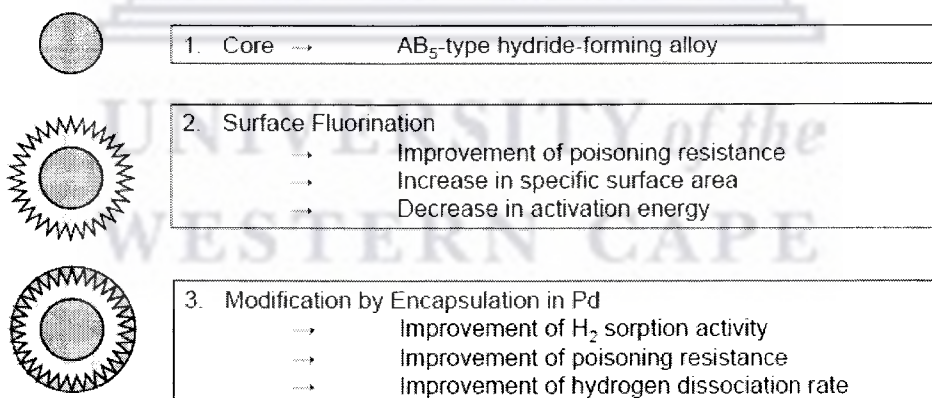 1. Core → AB₅-type hydride-forming alloy
UNIVERSITY of the
2. Surface Fluorination
→ Improvement of poisoning resistance
→ Increase in specific surface area
→ Decrease in activation energy
WESTERN CAPE
3. Modification by Encapsulation in Pd
→ Improvement of H₂ sorption activity
→ Improvement of poisoning resistance
→ Improvement of hydrogen dissociation rate